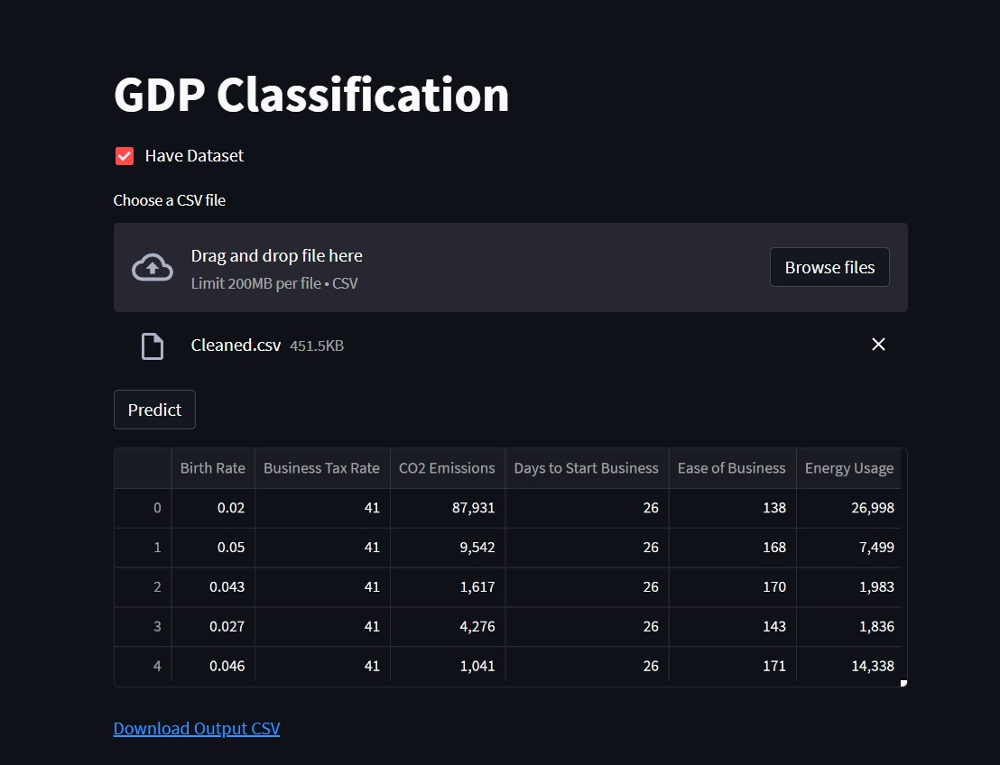 GDP Classification
Have Dataset
Choose a CSV file
Drag and drop file here
Limit 200MB per file • CSV
Browse files
Cleaned.csv 451.5KB
Predict
Birth Rate Business Tax Rate CO2 Emissions Days to Start Business Ease of Business Energy Usage
0 0.02 41 87,931 26 138 26,998
1 0.05 41 9,542 26 168 7,499
2 0.043 41 1,617 26 170 1,983
3 0.027 41 4,276 26 143 1,836
4 0.046 41 1,041 26 171 14,338
Download Output CSV